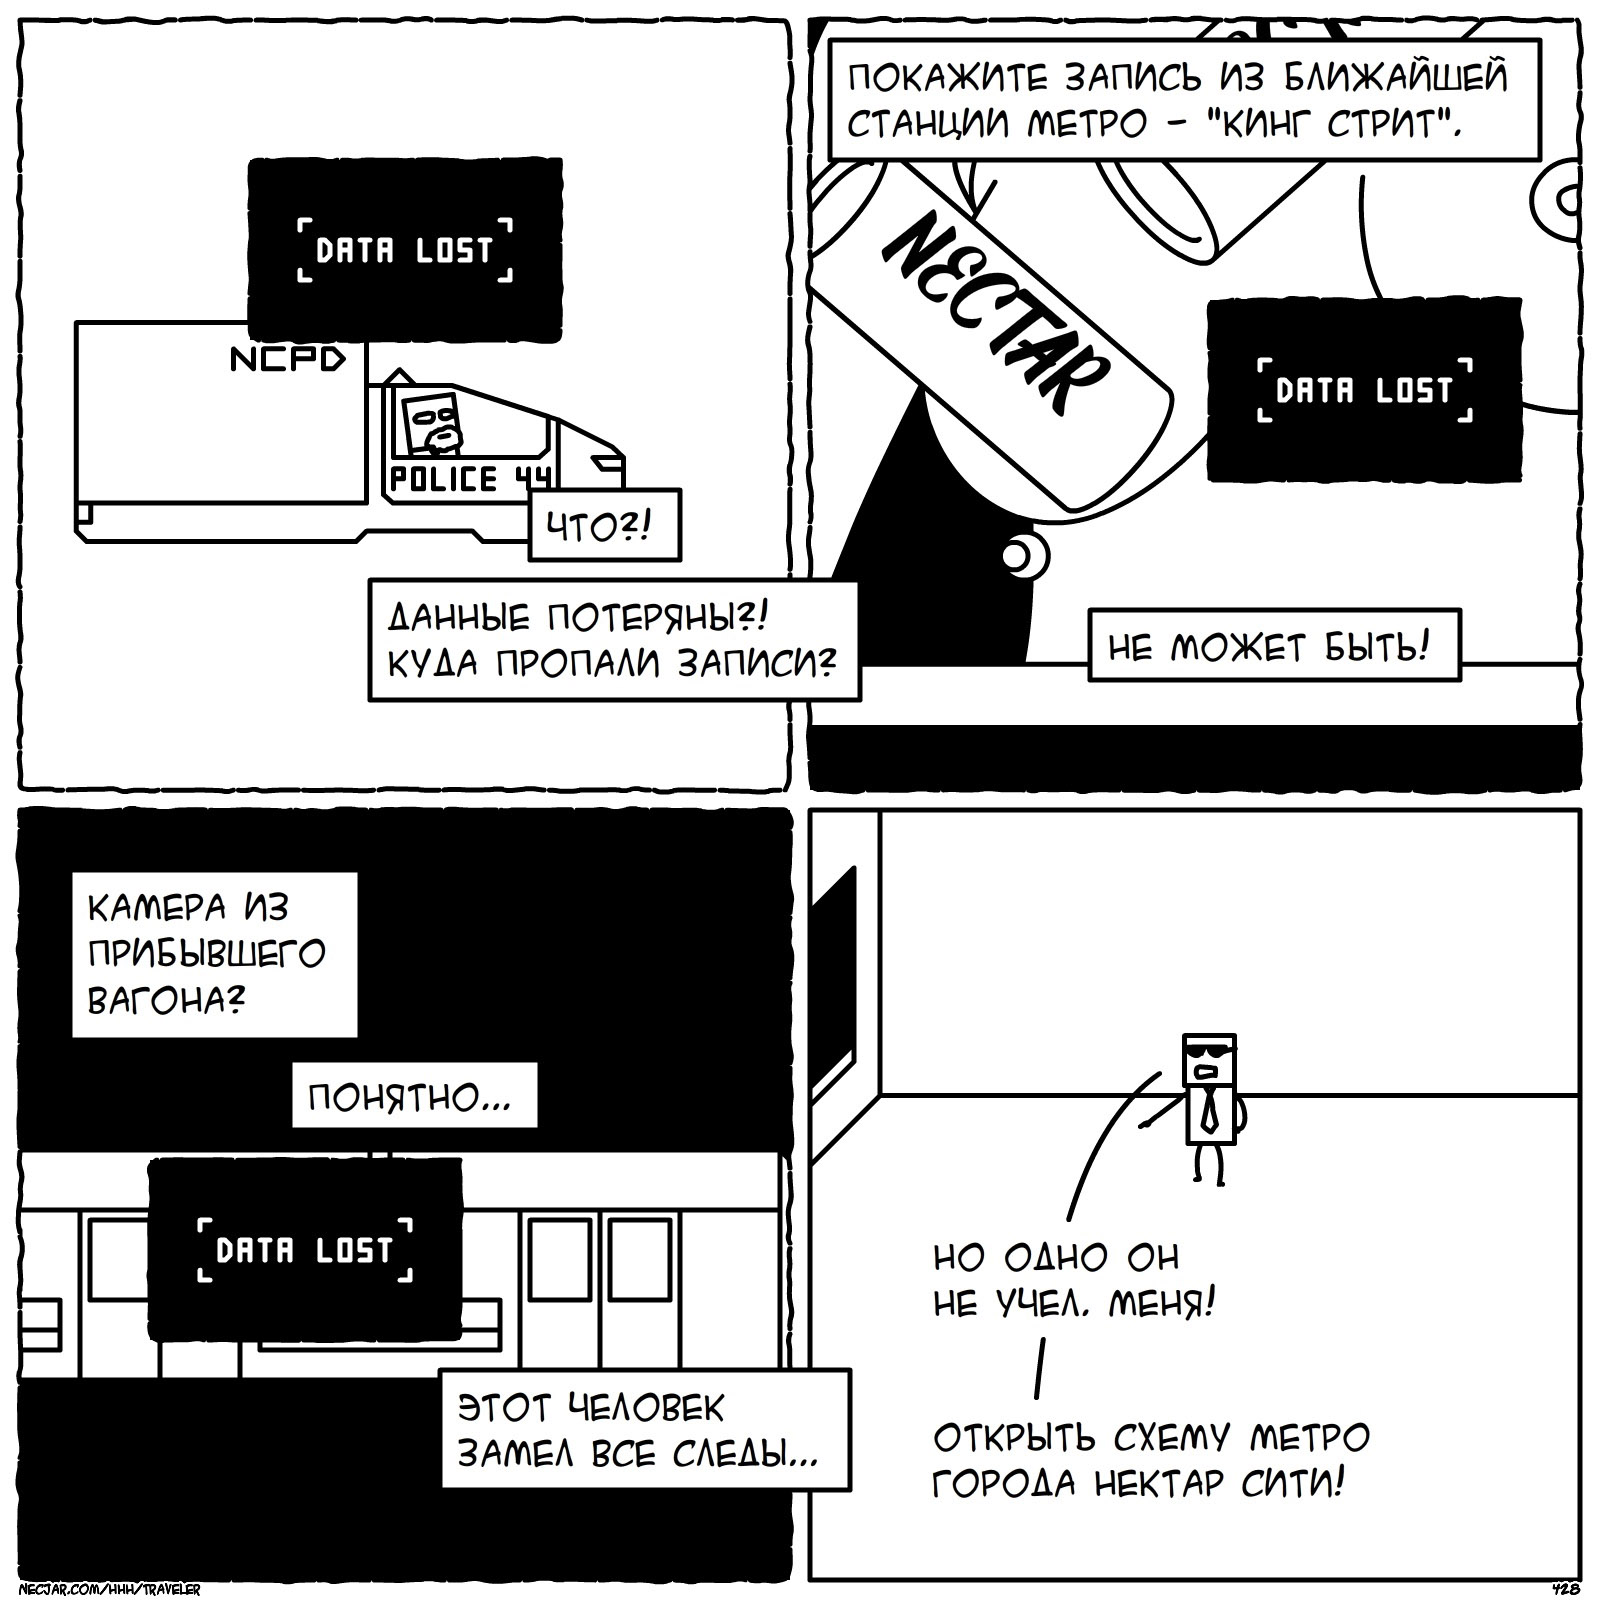 DATA LOST
NCPD
POLICE 44
ЧТО?!
ДАННЫЕ ПОТЕРЯНЫ?!
КУДА ПРОПАЛИ ЗАПИСИ?
ПОКАЖИТЕ ЗАПИСЬ ИЗ БЛИЖАЙШЕЙ
СТАНЦИИ МЕТРО - "КИНГ СТРИТ".
NECTAR
DATA LOST
НЕ МОЖЕТ БЫТЬ!
КАМЕРА ИЗ
ПРИБЫВШЕГО
ВАГОНА?
ПОНЯТНО...
DATA LOST
ЭТОТ ЧЕЛОВЕК
ЗАМЕЛ ВСЕ СЛЕДЫ...
НО ОДНО ОН
НЕ УЧЕЛ. МЕНЯ!
ОТКРЫТЬ СХЕМУ МЕТРО
ГОРОДА НЕКТАР СИТИ!
NECJAR.COM/HHH/TRAVELER
428